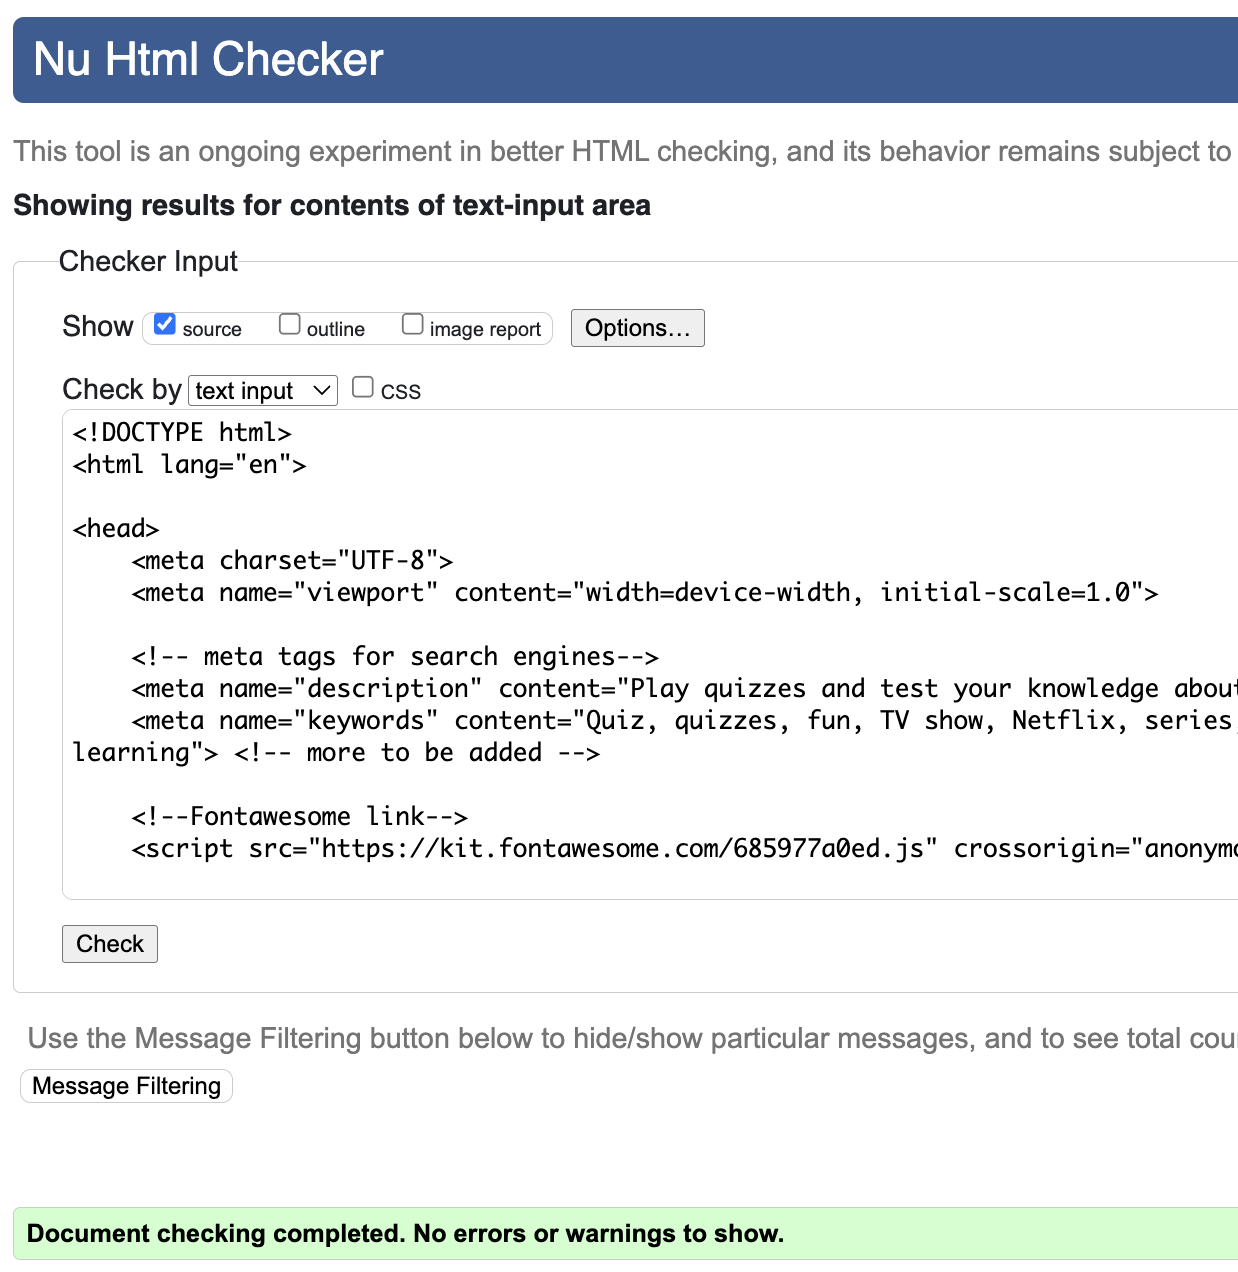 Nu Html Checker
This tool is an ongoing experiment in better HTML checking, and its behavior remains subject to
Showing results for contents of text-input area
Checker Input
Show source outline image report Options...
Check by text input CSS
<!DOCTYPE html>
<html lang="en">
<head>
<meta charset="UTF-8">
<meta name="viewport" content="width=device-width, initial-scale=1.0">
<!-- meta tags for search engines-->
<meta name="description" content="Play quizzes and test your knowledge about
<meta name="keywords" content="Quiz, quizzes, fun, TV show, Netflix, series,
learning"> <!-- more to be added -->
<!--Fontawesome link-->
<script src="https://kit.fontawesome.com/685977a0ed.js" crossorigin="anonymo
Check
Use the Message Filtering button below to hide/show particular messages, and to see total cou
Message Filtering
Document checking completed. No errors or warnings to show.